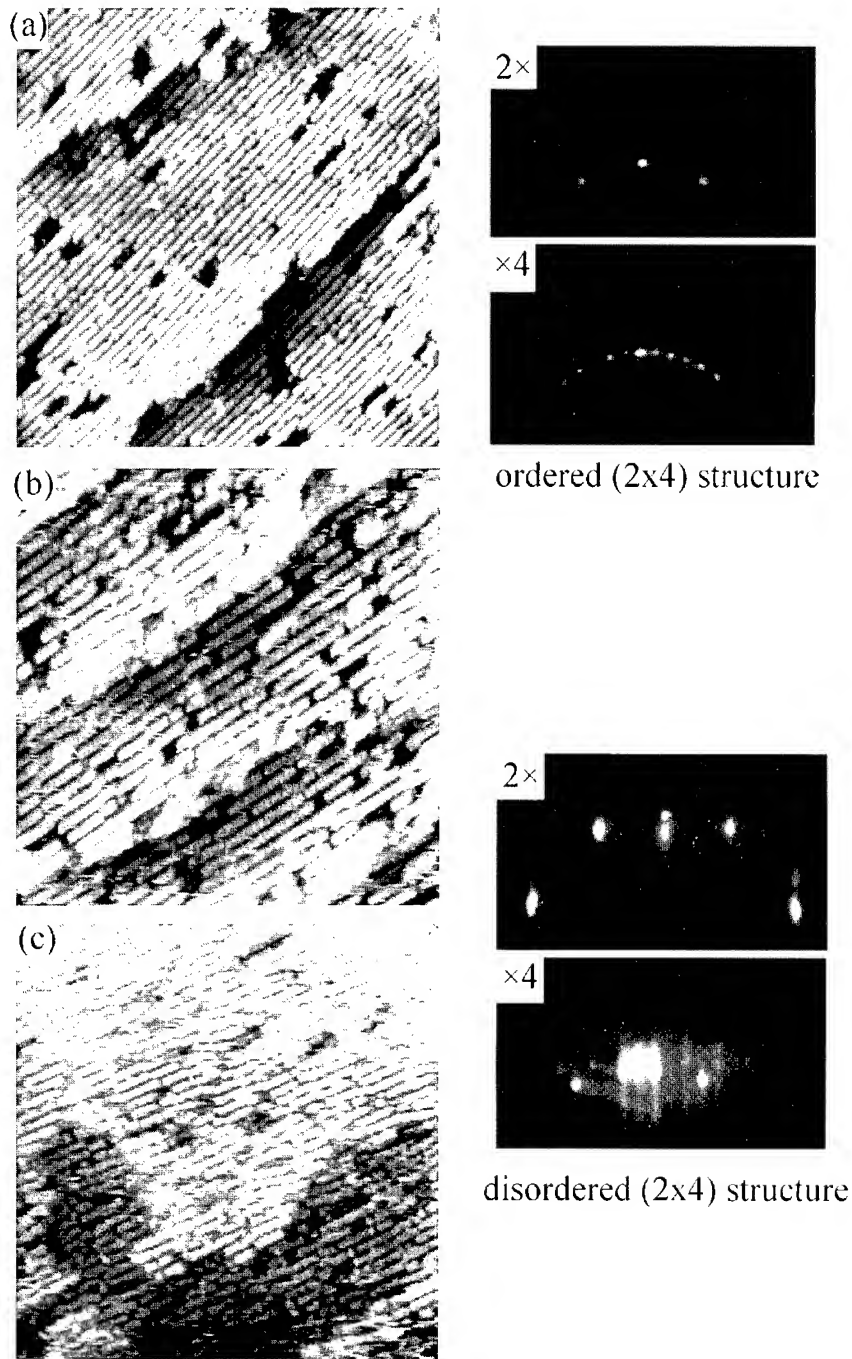 (a)
2×
×4
ordered (2x4) structure
(b)
2×
(c)
×4
disordered (2x4) structure